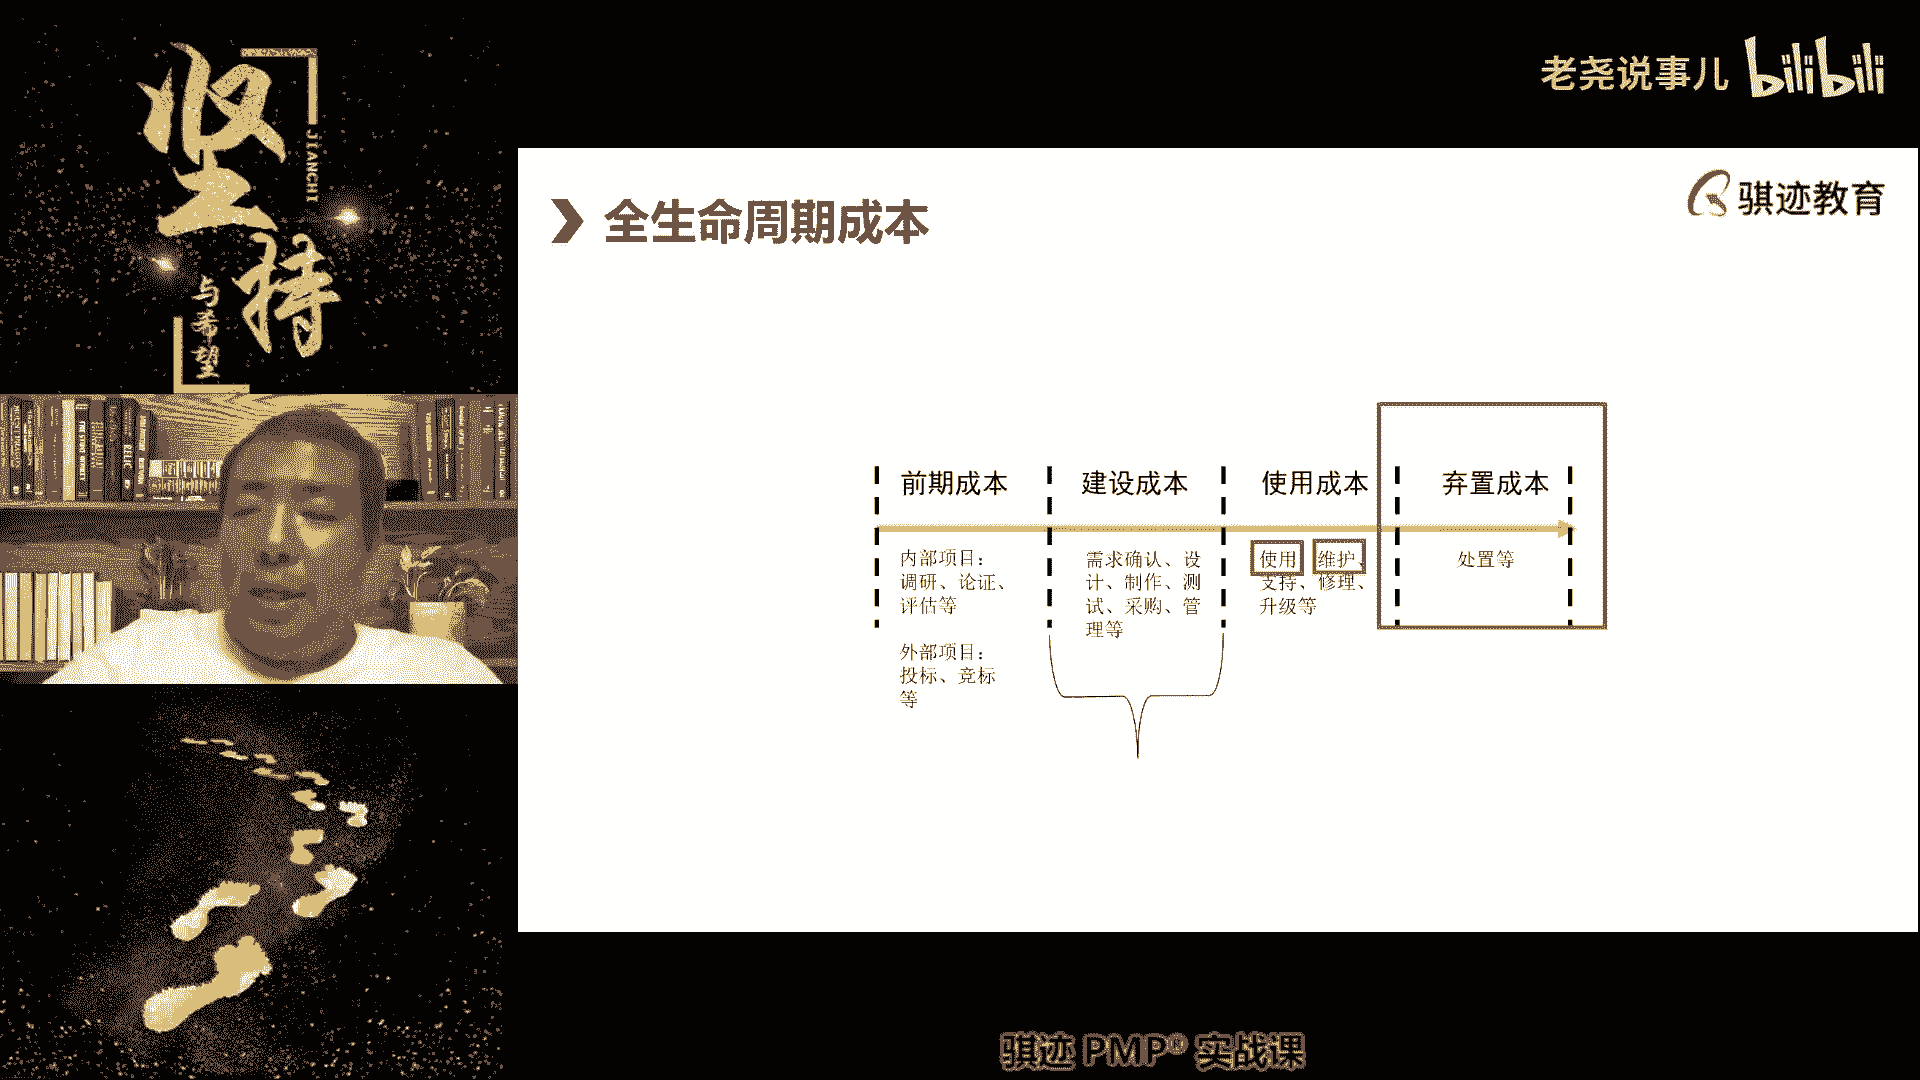 坚持
JIANCHI
与希望
老尧说事儿 bilibili
骐迹教育
全生命周期成本
前期成本
建设成本
使用成本
弃置成本
内部项目：
调研、论证、
评估等
外部项目：
投标、竞标
等
需求确认、设
计、制作、测
试、采购、管
理等
使用、维护、
支持、修理、
升级等
处置等
骐迹 PMP® 实战课